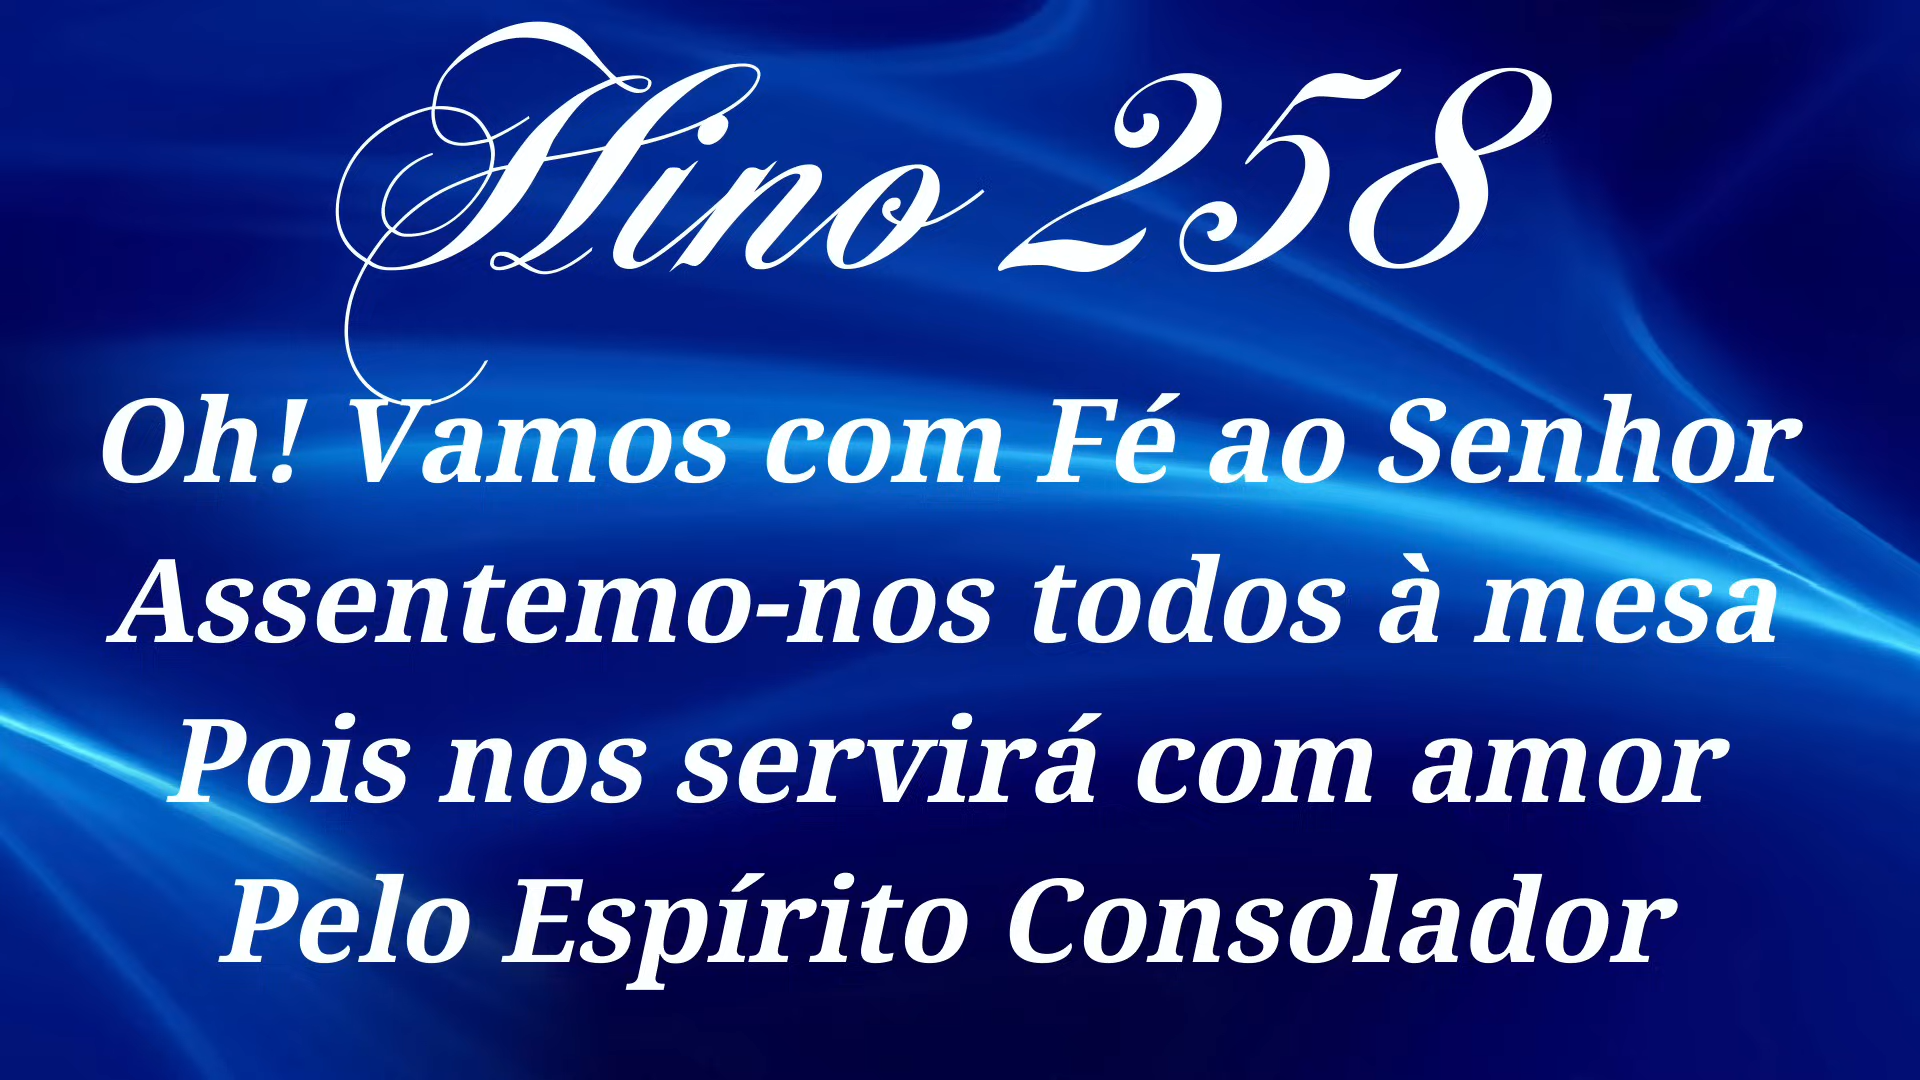 Hino 258
Oh! Vamos com Fé ao Senhor
Assentemo-nos todos à mesa
Pois nos servirá com amor
Pelo Espírito Consolador